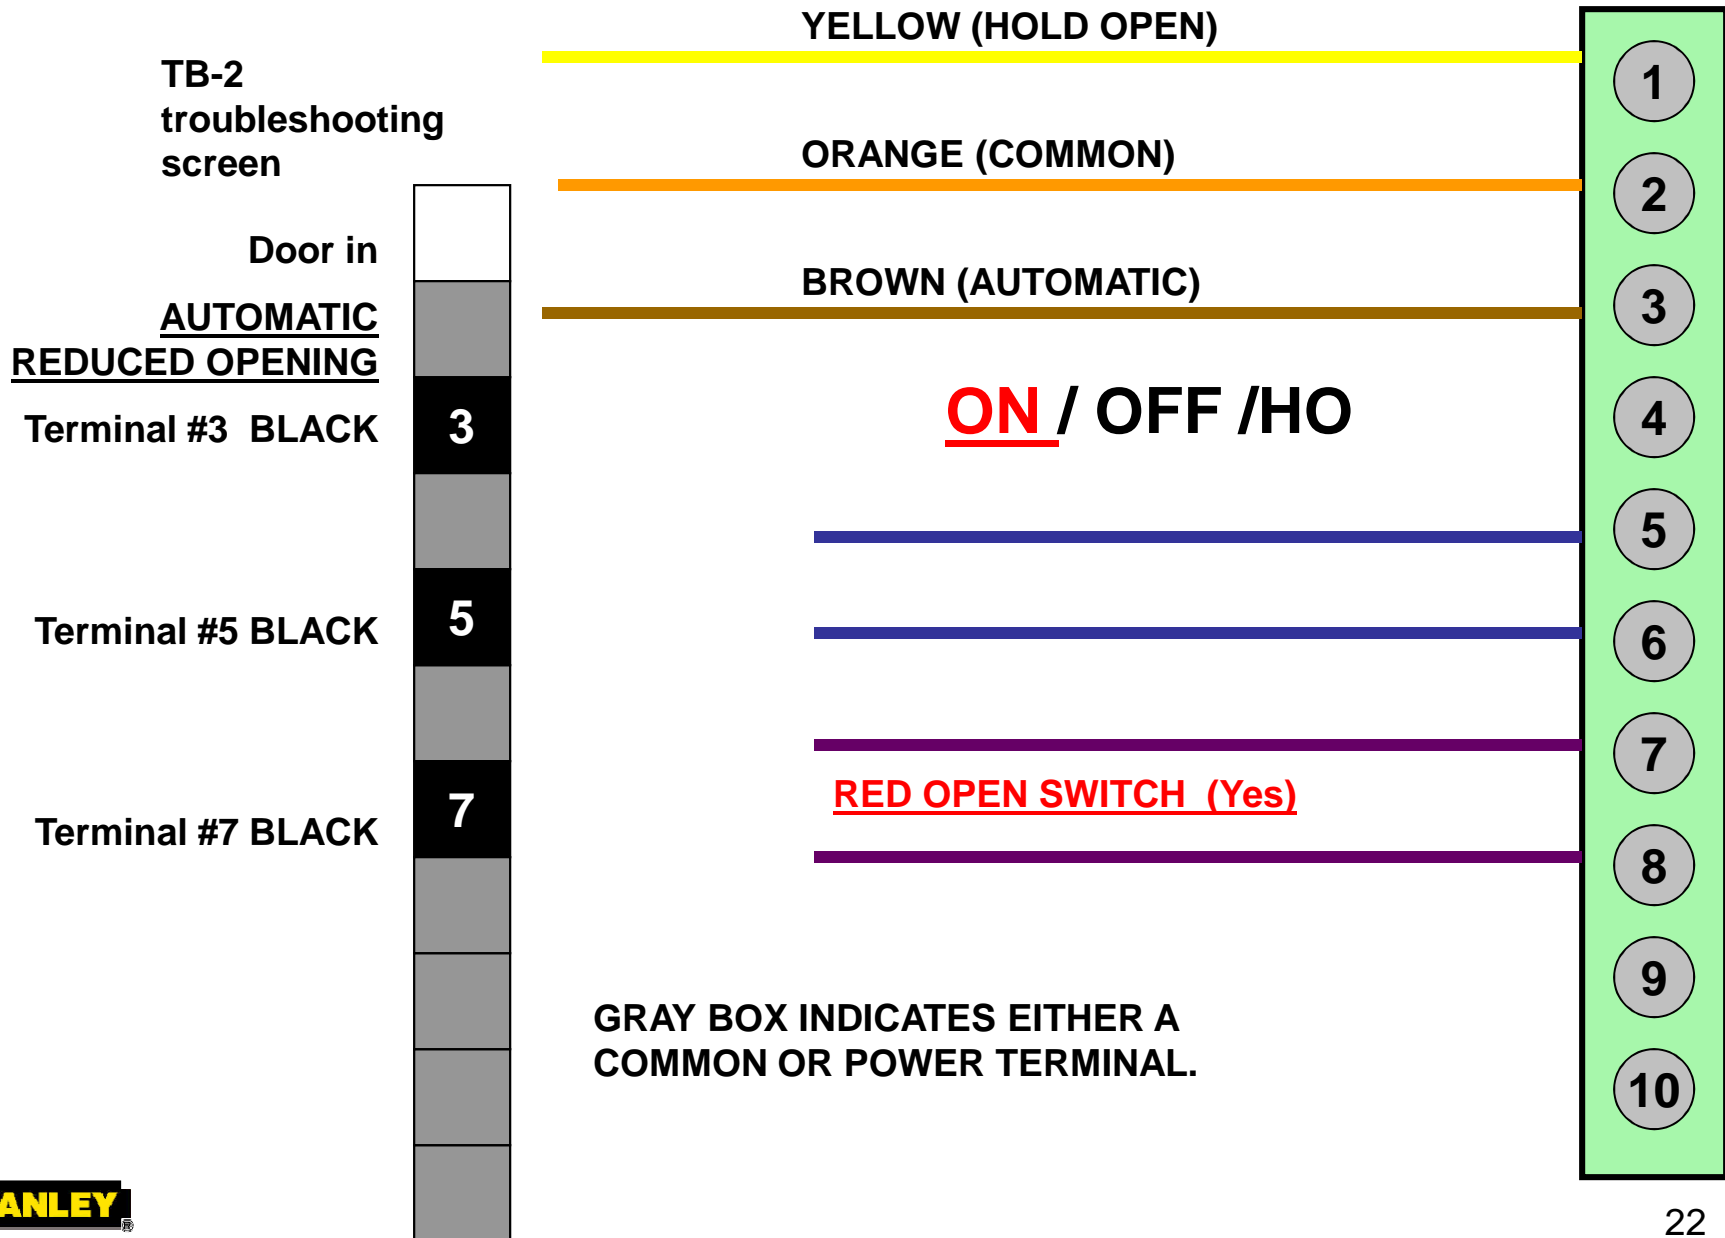 YELLOW (HOLD OPEN)
TB-2
troubleshooting
screen
ORANGE (COMMON)
Door in
BROWN (AUTOMATIC)
AUTOMATIC
REDUCED OPENING
ON / OFF /HO
Terminal #3 BLACK
3
Terminal #5 BLACK
5
RED OPEN SWITCH (Yes)
Terminal #7 BLACK
7
GRAY BOX INDICATES EITHER A
COMMON OR POWER TERMINAL.
1
2
3
4
5
6
7
8
9
10
ANLEY®
22